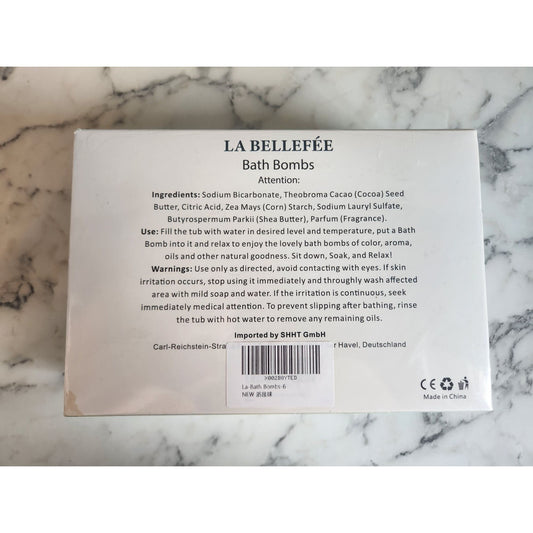 LA BELLEFÉE
Bath Bombs
Attention:
Ingredients: Sodium Bicarbonate, Theobroma Cacao (Cocoa) Seed
Butter, Citric Acid, Zea Mays (Corn) Starch, Sodium Lauryl Sulfate,
Butyrospermum Parkii (Shea Butter), Parfum (Fragrance).
Use: Fill the tub with water in desired level and temperature, put a Bath
Bomb into it and relax to enjoy the lovely bath bombs of color, aroma,
oils and other natural goodness. Sit down, Soak, and Relax!
Warnings: Use only as directed, avoid contacting with eyes. If skin
irritation occurs, stop using it immediately and throughly wash affected
area with mild soap and water. If the irritation is continuous, seek
immediately medical attention. To prevent slipping after bathing, rinse
the tub with hot water to remove any remaining oils.
Imported by SHHT GmbH
Carl-Reichstein-Stra Havel, Deutschland
La-Bath Bombs-6
NEW
CE
Made in China